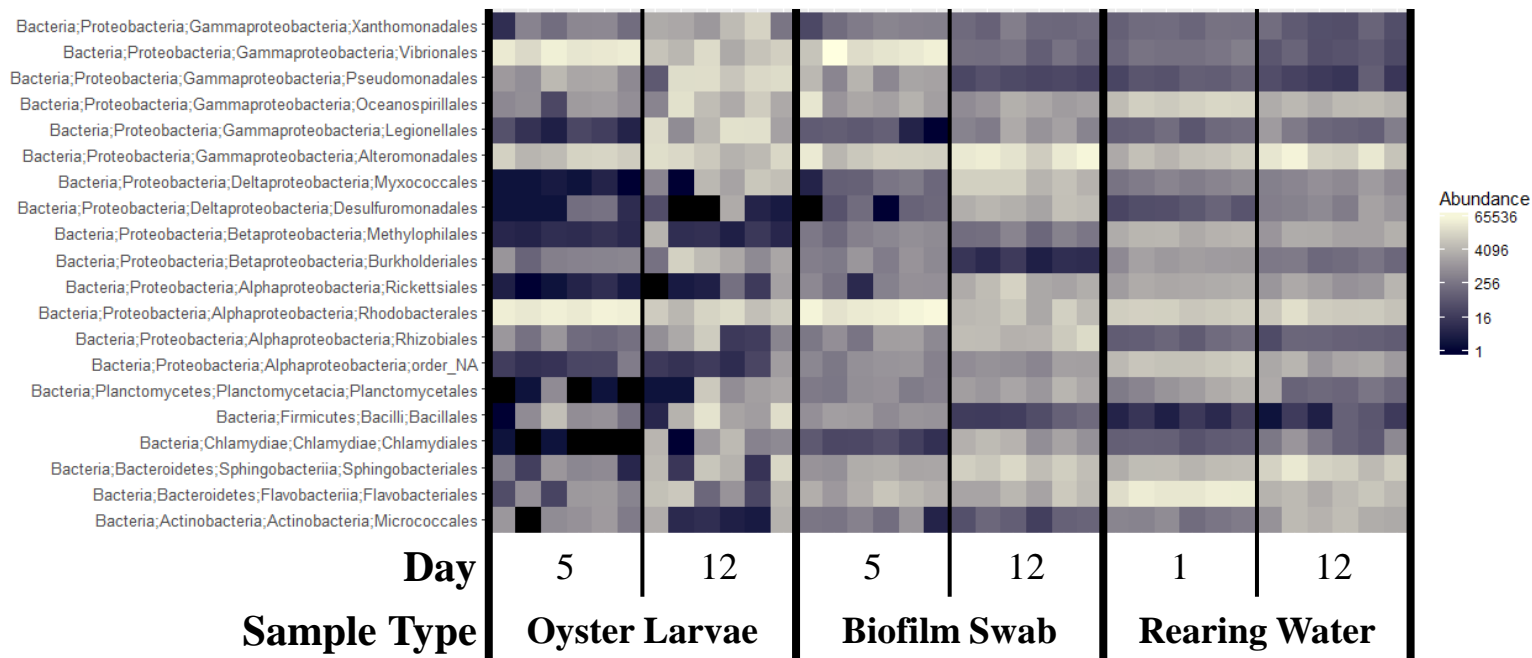 Bacteria;Proteobacteria;Gammaproteobacteria;Xanthomonadales
Bacteria;Proteobacteria;Gammaproteobacteria;Vibrionales
Bacteria;Proteobacteria;Gammaproteobacteria;Pseudomonadales
Bacteria;Proteobacteria;Gammaproteobacteria;Oceanospirillales
Bacteria;Proteobacteria;Gammaproteobacteria;Legionellales
Bacteria;Proteobacteria;Gammaproteobacteria;Alteromonadales
Bacteria;Proteobacteria;Deltaproteobacteria;Myxococcales
Bacteria;Proteobacteria;Deltaproteobacteria;Desulfuromonadales
Bacteria;Proteobacteria;Betaproteobacteria;Methylophilales
Bacteria;Proteobacteria;Betaproteobacteria;Burkholderiales
Bacteria;Proteobacteria;Alphaproteobacteria;Rickettsiales
Bacteria;Proteobacteria;Alphaproteobacteria;Rhodobacterales
Bacteria;Proteobacteria;Alphaproteobacteria;Rhizobiales
Bacteria;Proteobacteria;Alphaproteobacteria;order_NA
Bacteria;Planctomycetes;Planctomycetacia;Planctomycetales
Bacteria;Firmicutes;Bacilli;Bacillales
Bacteria;Chlamydiae;Chlamydiae;Chlamydiales
Bacteria;Bacteroidetes;Sphingobacteriia;Sphingobacteriales
Bacteria;Bacteroidetes;Flavobacteriia;Flavobacteriales
Bacteria;Actinobacteria;Actinobacteria;Micrococcales
Abundance
65536
4096
256
16
1
Day 5 12 5 12 1 12
Sample Type Oyster Larvae Biofilm Swab Rearing Water